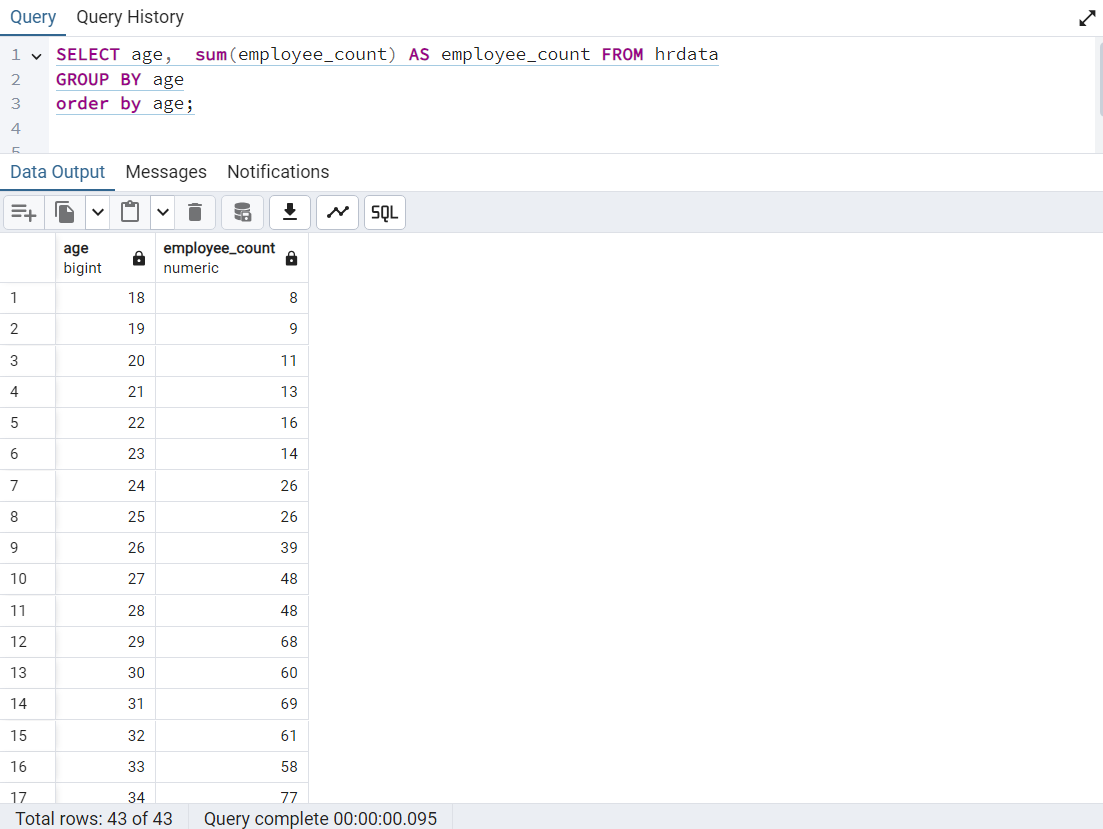 Query Query History
1 SELECT age,  sum(employee_count) AS employee_count FROM hrdata
2 GROUP BY age
3 order by age;
4
5
Data Output Messages Notifications
SQL
age employee_count
bigint numeric
1 18 8
2 19 9
3 20 11
4 21 13
5 22 16
6 23 14
7 24 26
8 25 26
9 26 39
10 27 48
11 28 48
12 29 68
13 30 60
14 31 69
15 32 61
16 33 58
17 34 77
Total rows: 43 of 43 Query complete 00:00:00.095